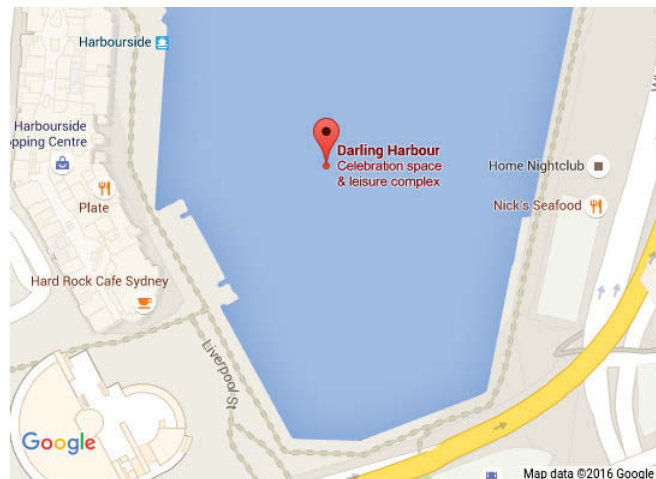 Harbourside
Harbourside
opping Centre
Plate
Hard Rock Cafe Sydney
Darling Harbour
Celebration space
& leisure complex
Home Nightclub
Nick's Seafood
Liverpool St
Google
Map data ©2016 Google